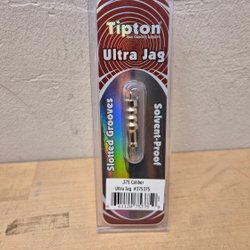 Tipton
Ultra Jag
Slotted Grooves
Solvent-Proof
.375 Caliber
Ultra Jag #375375